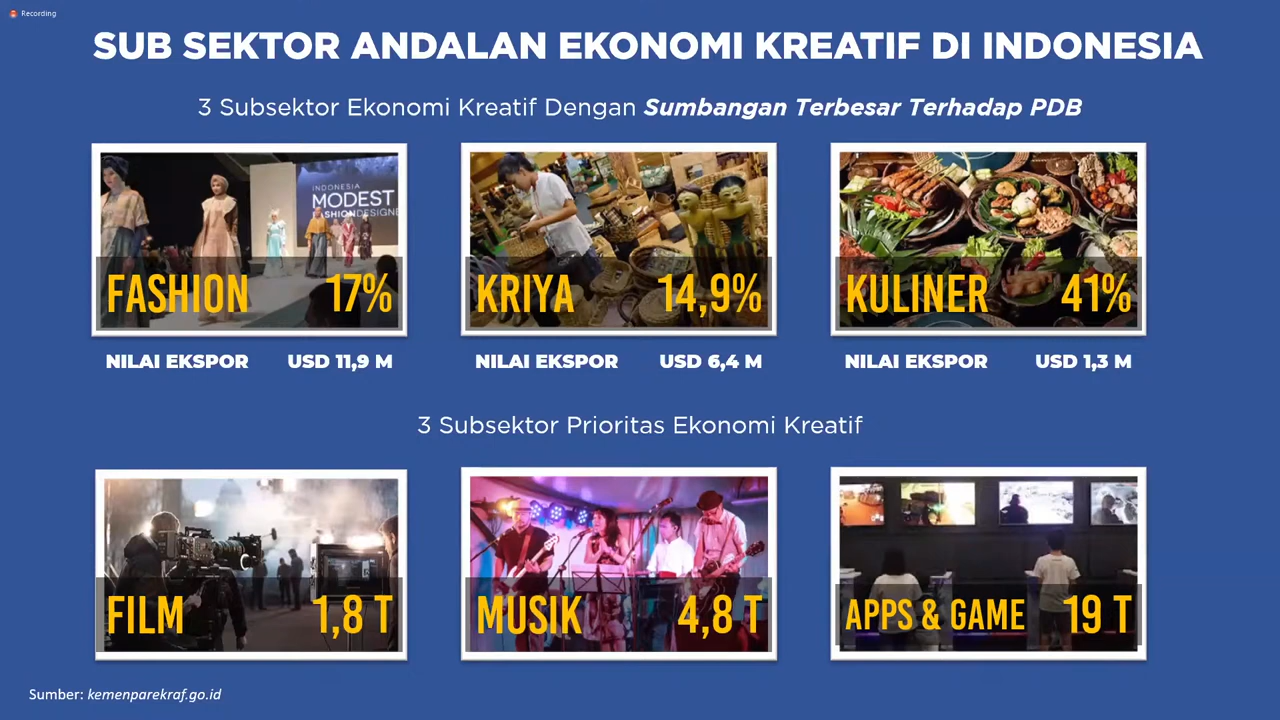 Recording
SUB SEKTOR ANDALAN EKONOMI KREATIF DI INDONESIA
3 Subsektor Ekonomi Kreatif Dengan Sumbangan Terbesar Terhadap PDB
INDONESIA
MODEST
FASHIONDESIGNE
FASHION 17%
KRIYA 14,9%
KULINER 41%
NILAI EKSPOR USD 11,9 M
NILAI EKSPOR USD 6,4 M
NILAI EKSPOR USD 1,3 M
3 Subsektor Prioritas Ekonomi Kreatif
FILM 1,8 T
MUSIK 4,8 T
APPS & GAME 19 T
Sumber: kemenparekraf.go.id